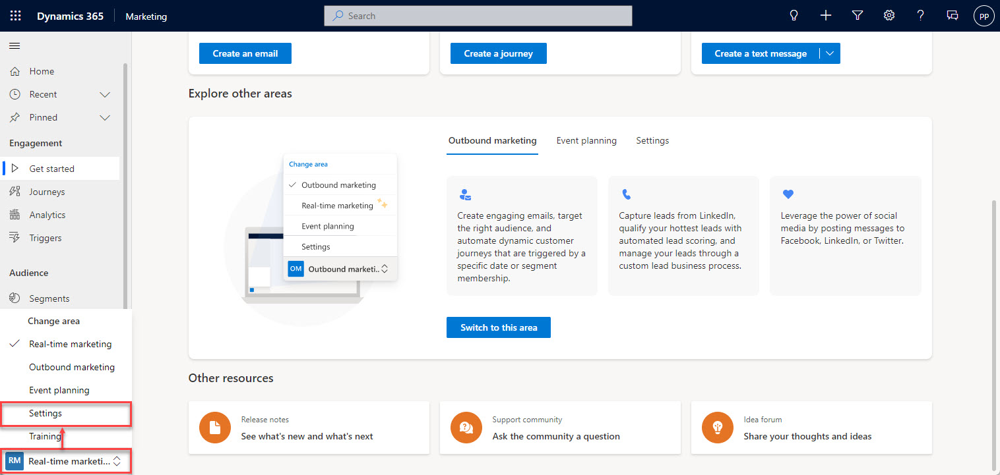 Dynamics 365
Marketing
Search
PP
Home
Recent
Pinned
Engagement
Get started
Journeys
Analytics
Triggers
Audience
Segments
Change area
Real-time marketing
Outbound marketing
Event planning
Settings
Training
RM
Real-time marketi...
Create an email
Create a journey
Create a text message
Explore other areas
Change area
Outbound marketing
Real-time marketing
Event planning
Settings
OM
Outbound marketi..
Outbound marketing
Event planning
Settings
Create engaging emails, target
the right audience, and
automate dynamic customer
journeys that are triggered by a
specific date or segment
membership.
Capture leads from LinkedIn,
qualify your hottest leads with
automated lead scoring, and
manage your leads through a
custom lead business process.
Leverage the power of social
media by posting messages to
Facebook, LinkedIn, or Twitter.
Switch to this area
Other resources
Release notes
See what's new and what's next
Support community
Ask the community a question
Idea forum
Share your thoughts and ideas